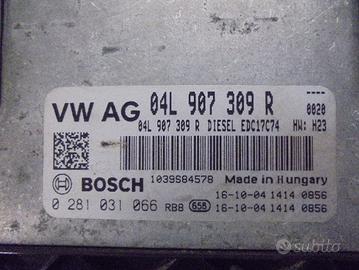 VW AG 04L 907 309 R
0020
04L 907 309 R DIESEL EDC17C74 HW: H23
BOSCH 1039S84578 Made in Hungary
0 281 031 066 RB8 658 16-10-04 1414 0856
16-10-04 1414 0856
subito